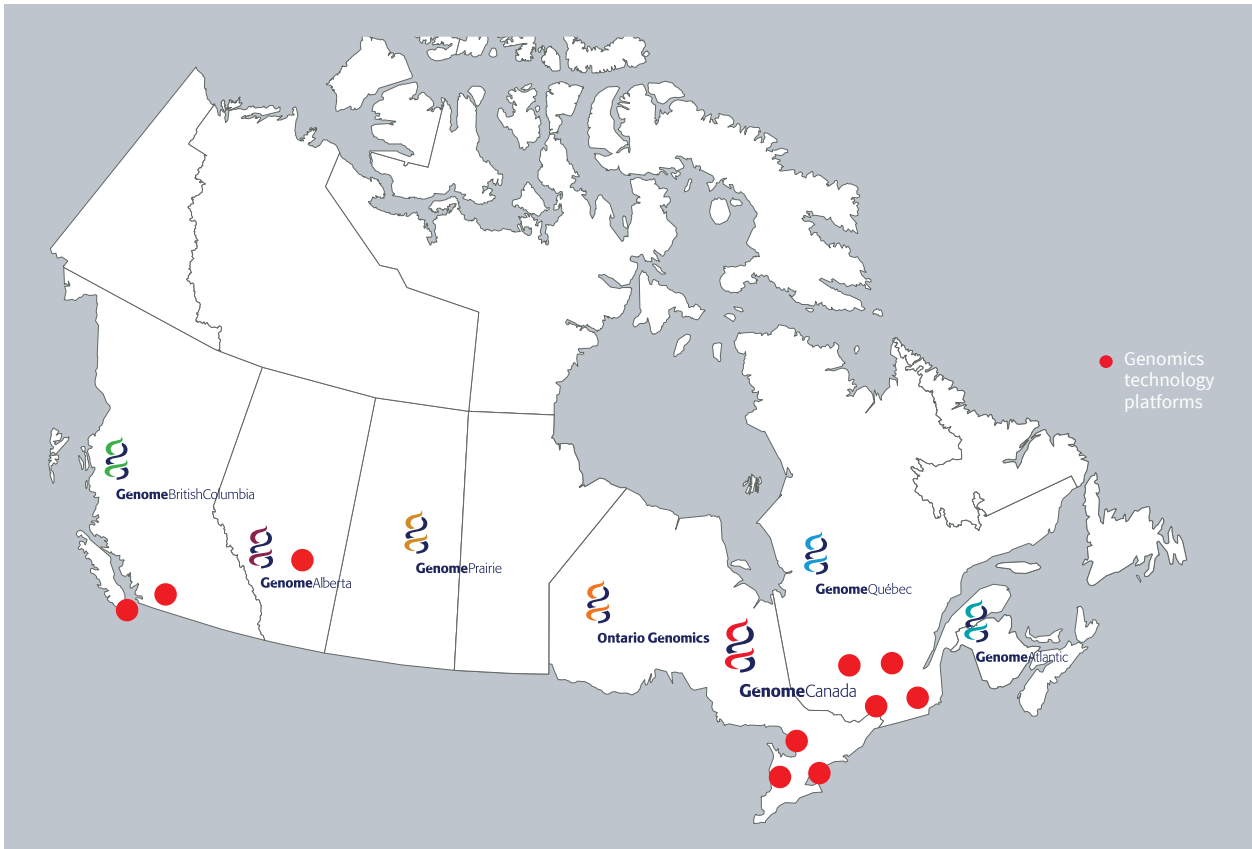 Genomics
technology
platforms
GenomeBritishColumbia
GenomeAlberta
GenomePrairie
Ontario Genomics
GenomeCanada
GenomeQuébec
GenomeAtlantic